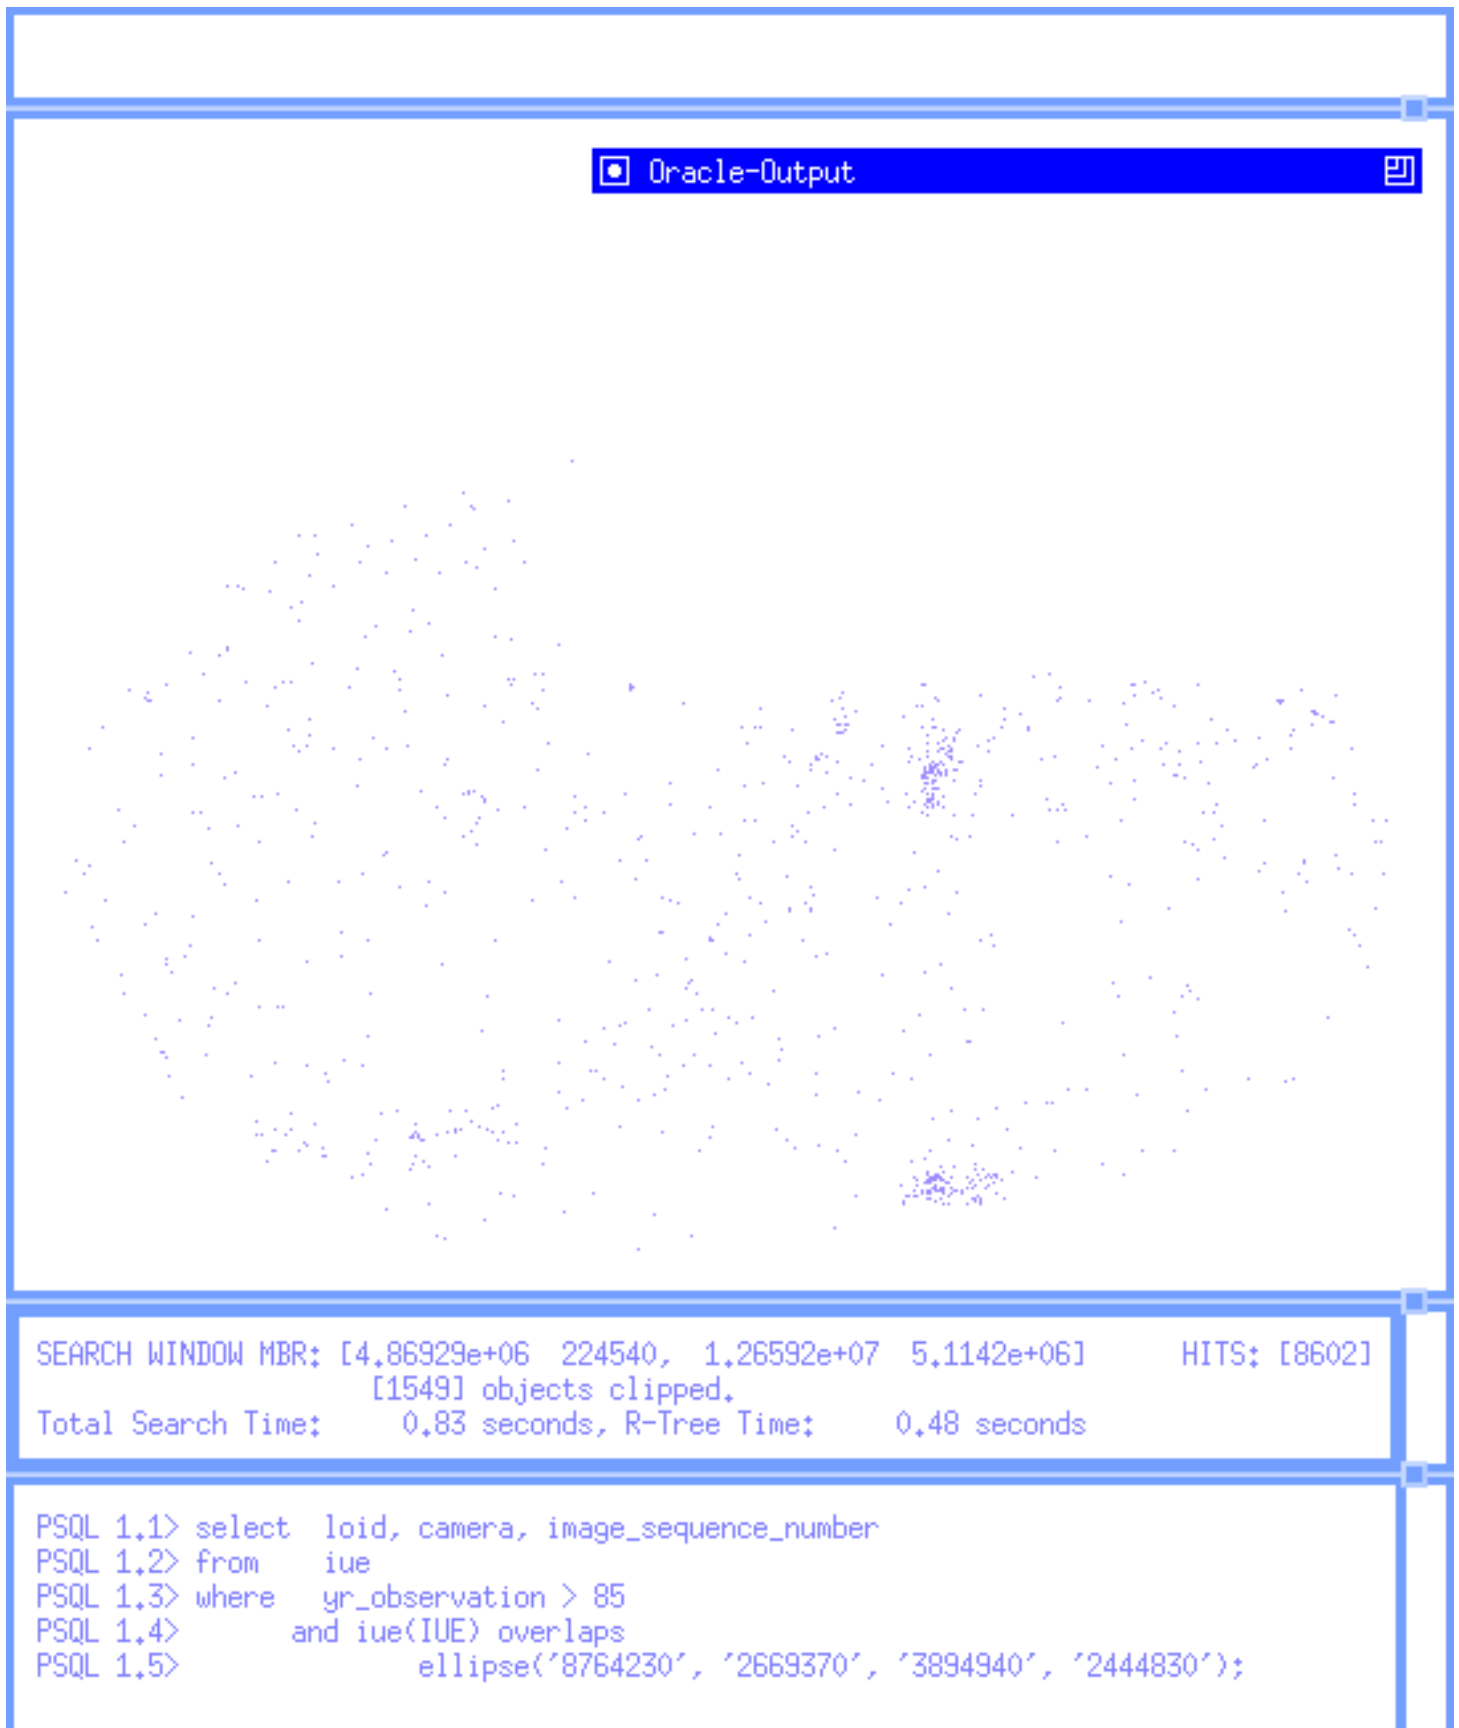 Oracle-Output
SEARCH WINDOW MBR: [4.86929e+06  224540,  1.26592e+07  5.1142e+06]      HITS: [8602]
[1549] objects clipped.
Total Search Time:     0.83 seconds, R-Tree Time:     0.48 seconds
PSQL 1.1> select  loid, camera, image_sequence_number
PSQL 1.2> from    iue
PSQL 1.3> where   yr_observation > 85
PSQL 1.4>       and iue(IUE) overlaps
PSQL 1.5>               ellipse('8764230', '2669370', '3894940', '2444830');